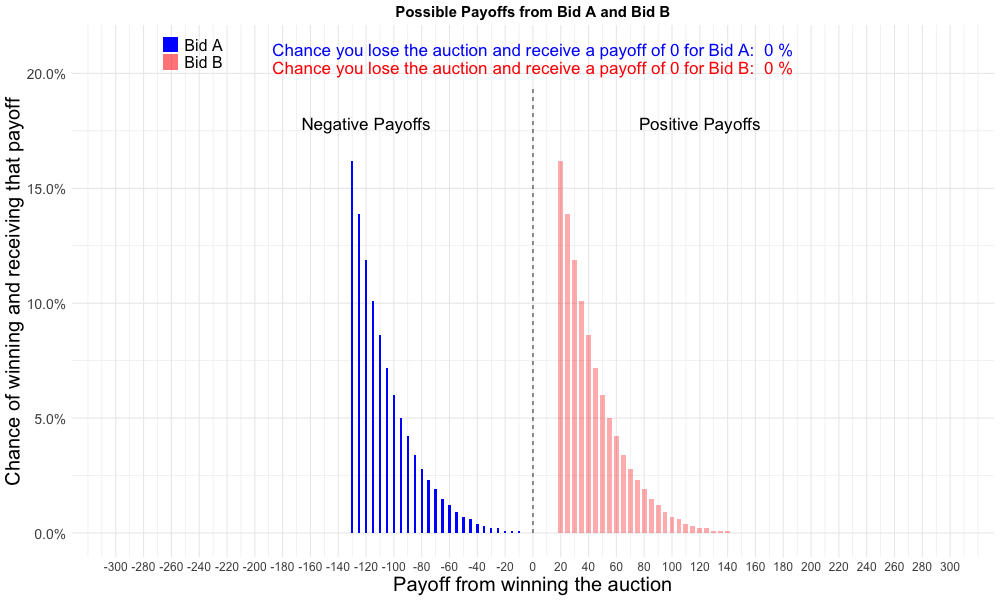 Possible Payoffs from Bid A and Bid B
Bid A
Bid B
Chance you lose the auction and receive a payoff of 0 for Bid A:  0 %
Chance you lose the auction and receive a payoff of 0 for Bid B:  0 %
Negative Payoffs
Positive Payoffs
Chance of winning and receiving that payoff
20.0%
15.0%
10.0%
5.0%
0.0%
-300 -280 -260 -240 -220 -200 -180 -160 -140 -120 -100 -80 -60 -40 -20 0 20 40 60 80 100 120 140 160 180 200 220 240 260 280 300
Payoff from winning the auction